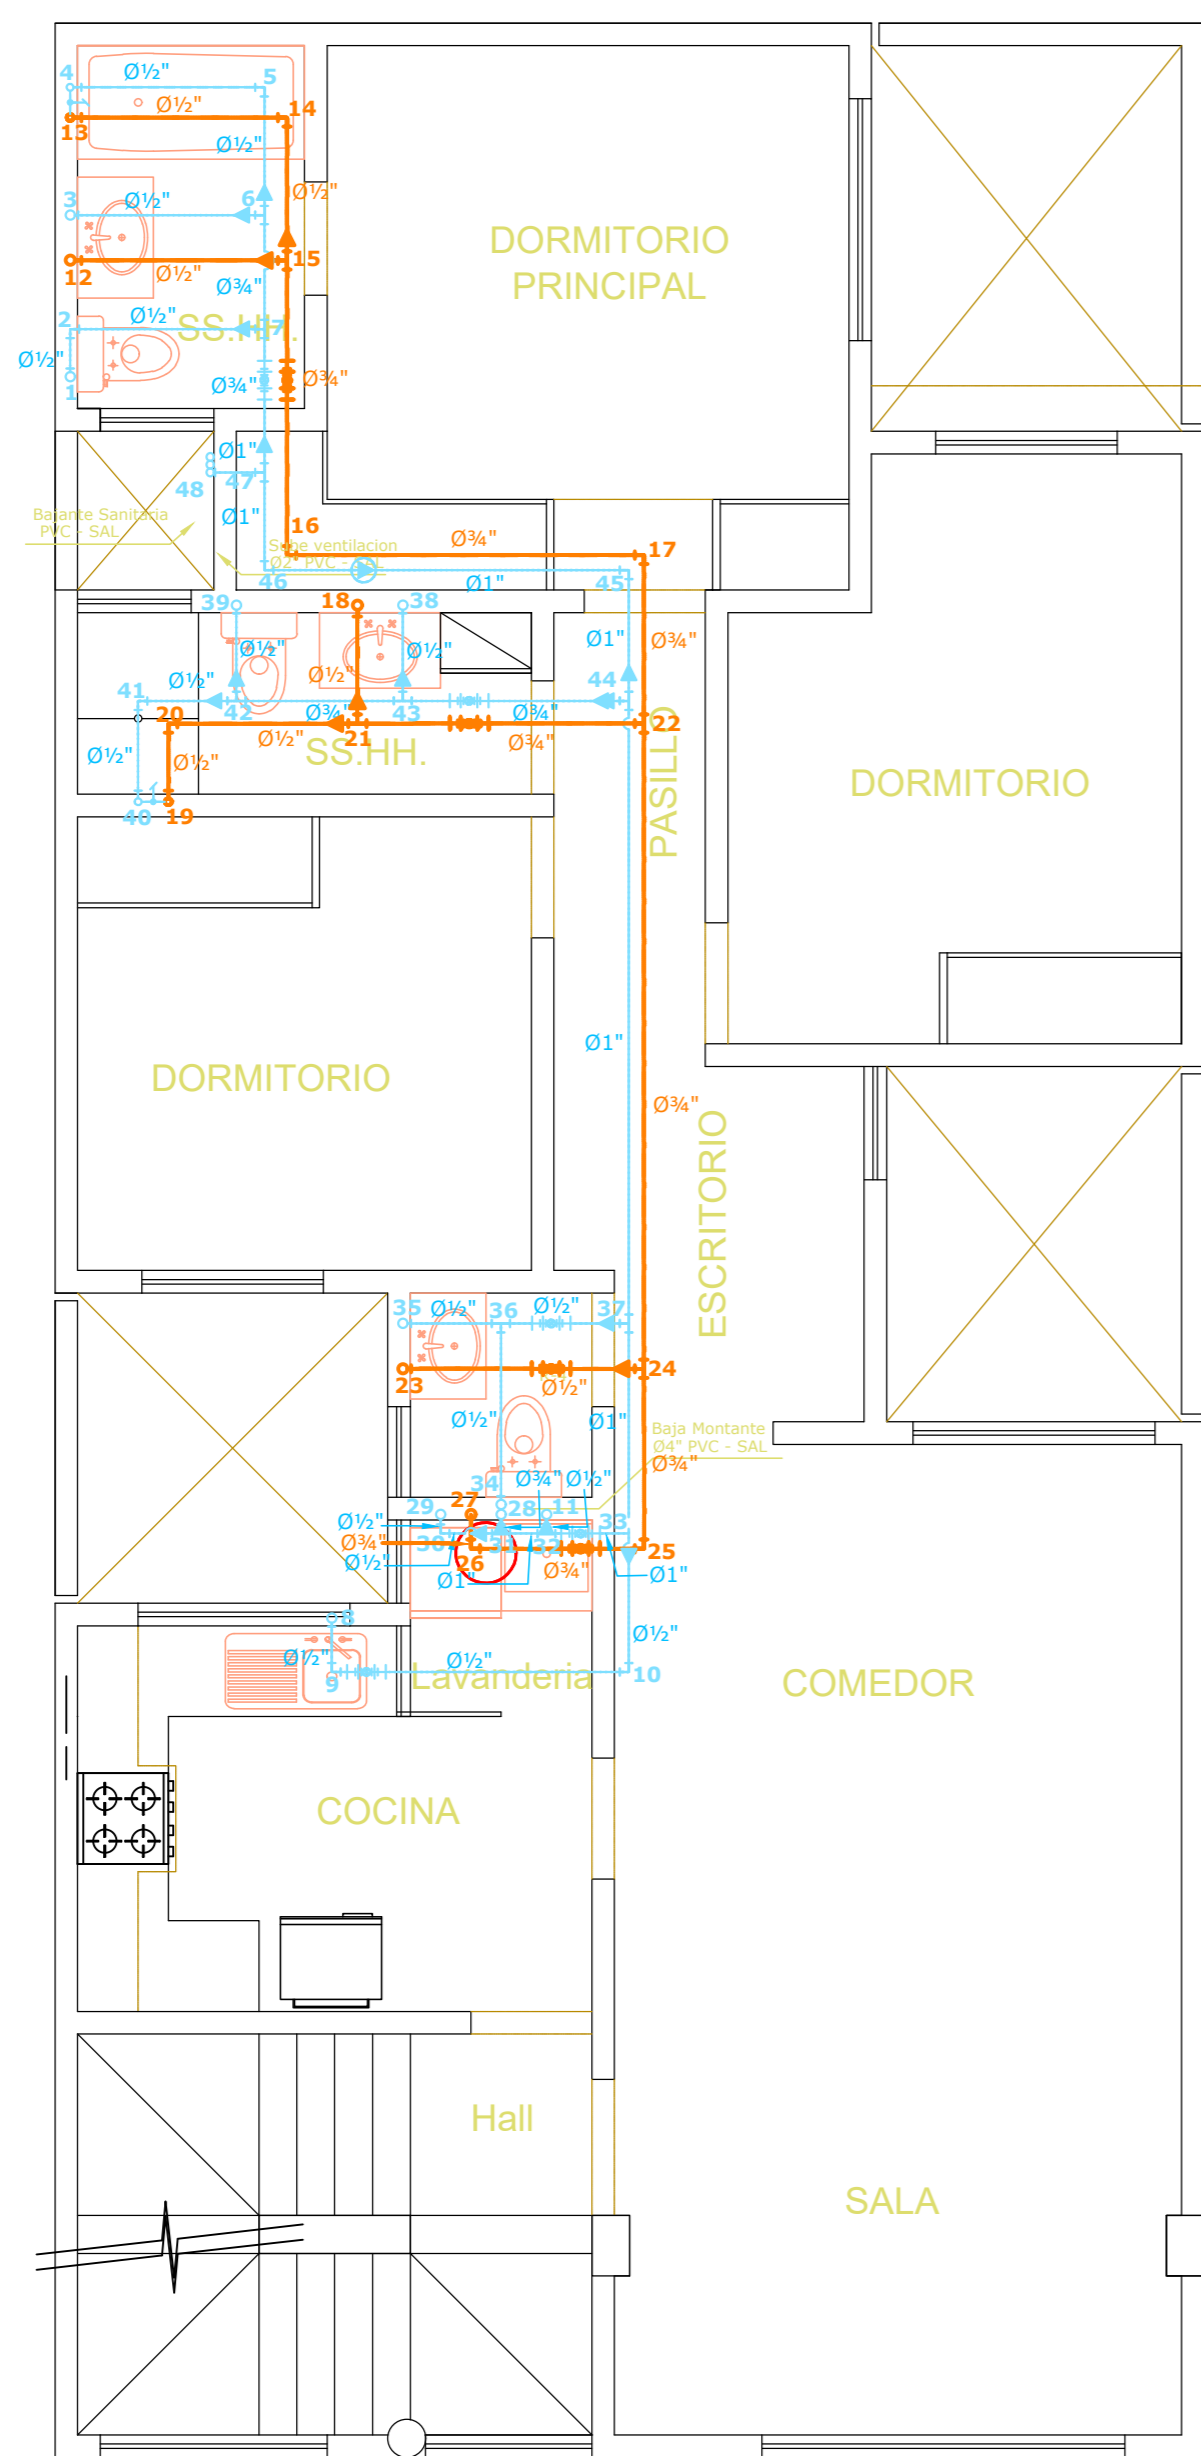 4
Ø½"
5
1
Ø½"
14
13
Ø½"
3
Ø½"
6
Ø½"
DORMITORIO
PRINCIPAL
12
Ø½"
15
Ø¾"
2
Ø½"
7
SS.HH.
Ø½"
1
Ø¾"
Ø¾"
Ø1"
48
47
Bajante Sanitaria
PVC - SAL
Ø1"
16
Sube ventilacion
Ø2" PVC - SAL
Ø¾"
17
46
Ø1"
45
39
18
38
Ø½"
Ø½"
Ø½"
Ø1"
Ø¾"
41
Ø½"
42
43
44
20
Ø¾"
Ø¾"
22
Ø½"
21
Ø¾"
Ø½"
Ø½"
SS.HH.
PASILLO
DORMITORIO
40
1
19
Ø1"
DORMITORIO
Ø¾"
ESCRITORIO
35
Ø½"
36
Ø½"
37
23
Ø½"
24
Ø½"
Ø1"
Baja Montante
Ø4" PVC - SAL
Ø¾"
34
Ø¾"
Ø½"
29
27
28
11
Ø½"
33
Ø¾"
30
31
32
25
Ø½"
26
Ø1"
Ø¾"
Ø1"
8
Ø½"
Ø½"
Ø½"
9
Lavanderia
10
COMEDOR
COCINA
Hall
SALA